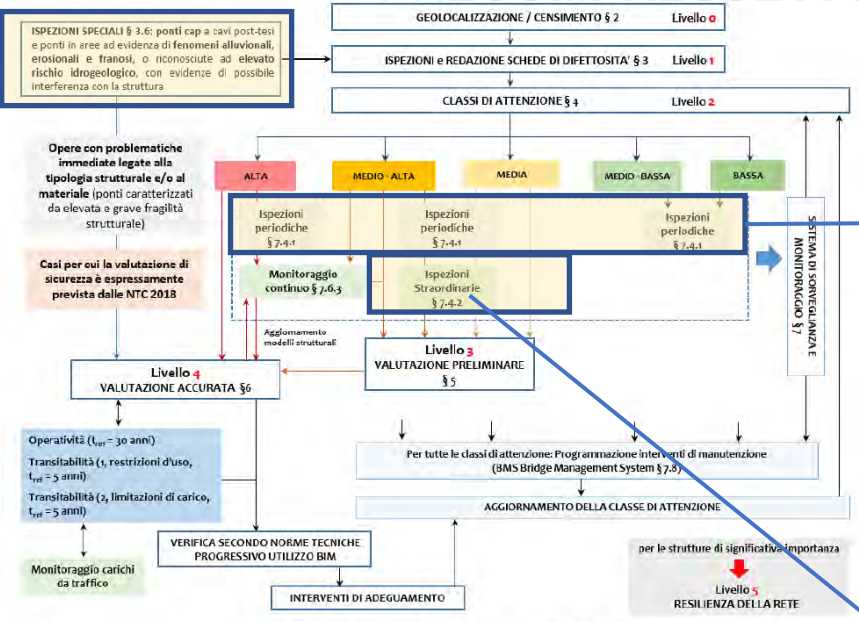 ISPEZIONI SPECIALI § 3.6: ponti cap a cavi post-tesi
e ponti in aree ad evidenza di fenomeni alluvionali,
erosionali e franosi, o riconosciute ad elevato
rischio idrogeologico, con evidenze di possibile
interferenza con la struttura
GEOLOCALIZZAZIONE / CENSIMENTO § 2 Livello 0
ISPEZIONI e REDAZIONE SCHEDE DI DIFETTOSITA' § 3 Livello 1
CLASSI DI ATTENZIONE § 4 Livello 2
Opere con problematiche
immediate legate alla
tipologia strutturale e/o al
materiale (ponti caratterizzati
da elevata e grave fragilità
strutturale)
ALTA
MEDIO - ALTA
MEDIA
MEDIO -BASSA
BASSA
Ispezioni
periodiche
§ 7.4.1
Ispezioni
periodiche
§ 7.4.1
Ispezioni
periodiche
§ 7.4.1
SISTEMA DI SORVEGLIANZA E
MONITORAGGIO § 7
Casi per cui la valutazione di
sicurezza è espressamente
prevista dalle NTC 2018
Monitoraggio
continuo § 7.6.3
Ispezioni
Straordinarie
§ 7.4.2
Aggiornamento
modelli strutturali
Livello 4
VALUTAZIONE ACCURATA §6
Livello 3
VALUTAZIONE PRELIMINARE
§ 5
Operatività (tref = 30 anni)
Transitabilità (1, restrizioni d'uso,
tref = 5 anni)
Transitabilità (2, limitazioni di carico,
tref = 5 anni)
Per tutte le classi di attenzione: Programmazione interventi di manutenzione
(BMS Bridge Management System § 7.8)
AGGIORNAMENTO DELLA CLASSE DI ATTENZIONE
VERIFICA SECONDO NORME TECNICHE
PROGRESSIVO UTILIZZO BIM
Monitoraggio carichi
da traffico
INTERVENTI DI ADEGUAMENTO
per le strutture di significativa importanza
Livello 5
RESILIENZA DELLA RETE